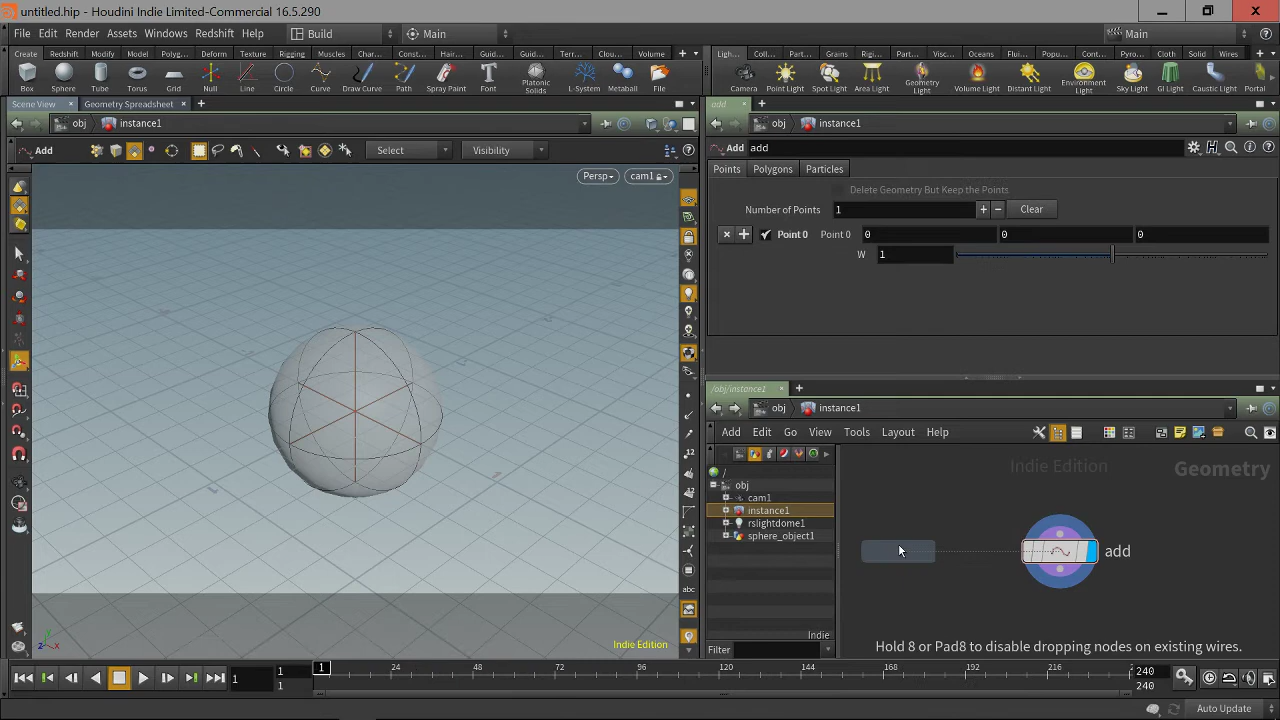 untitled.hip - Houdini Indie Limited-Commercial 16.5.290
File Edit Render Assets Windows Redshift Help Build Main Main
Create Redshift Modify Model Polyg... Deform Texture Rigging Muscles Char... Const... Hair... Guid... Guid... Terr... Clou... Volume
Ligh... Coll... Part... Grains Rigi... Part... Visc... Oceans Flui... Popu... Cont... Pyro... Cloth Solid Wires
Box Sphere Tube Torus Grid Null Line Circle Curve Draw Curve Path Spray Paint Font Platonic Solids L-System Metaball File
Camera Point Light Spot Light Area Light Geometry Light Volume Light Distant Light Environment Light Sky Light GI Light Caustic Light Portal
Scene View Geometry Spreadsheet
add
obj instance1
obj instance1
Add Select Visibility
Add add
Points Polygons Particles
Persp cam1
Delete Geometry But Keep the Points
Number of Points 1 Clear
Point 0 Point 0 0 0 0
W 1
/obj/instance1
obj instance1
Add Edit Go View Tools Layout Help
/
obj
cam1
instance1
rslightdome1
sphere_object1
Indie
Filter
Indie Edition
Geometry
add
Hold 8 or Pad8 to disable dropping nodes on existing wires.
abc
Indie Edition
1 1 1 1 24 48 72 96 120 144 168 192 216 240 240
Auto Update